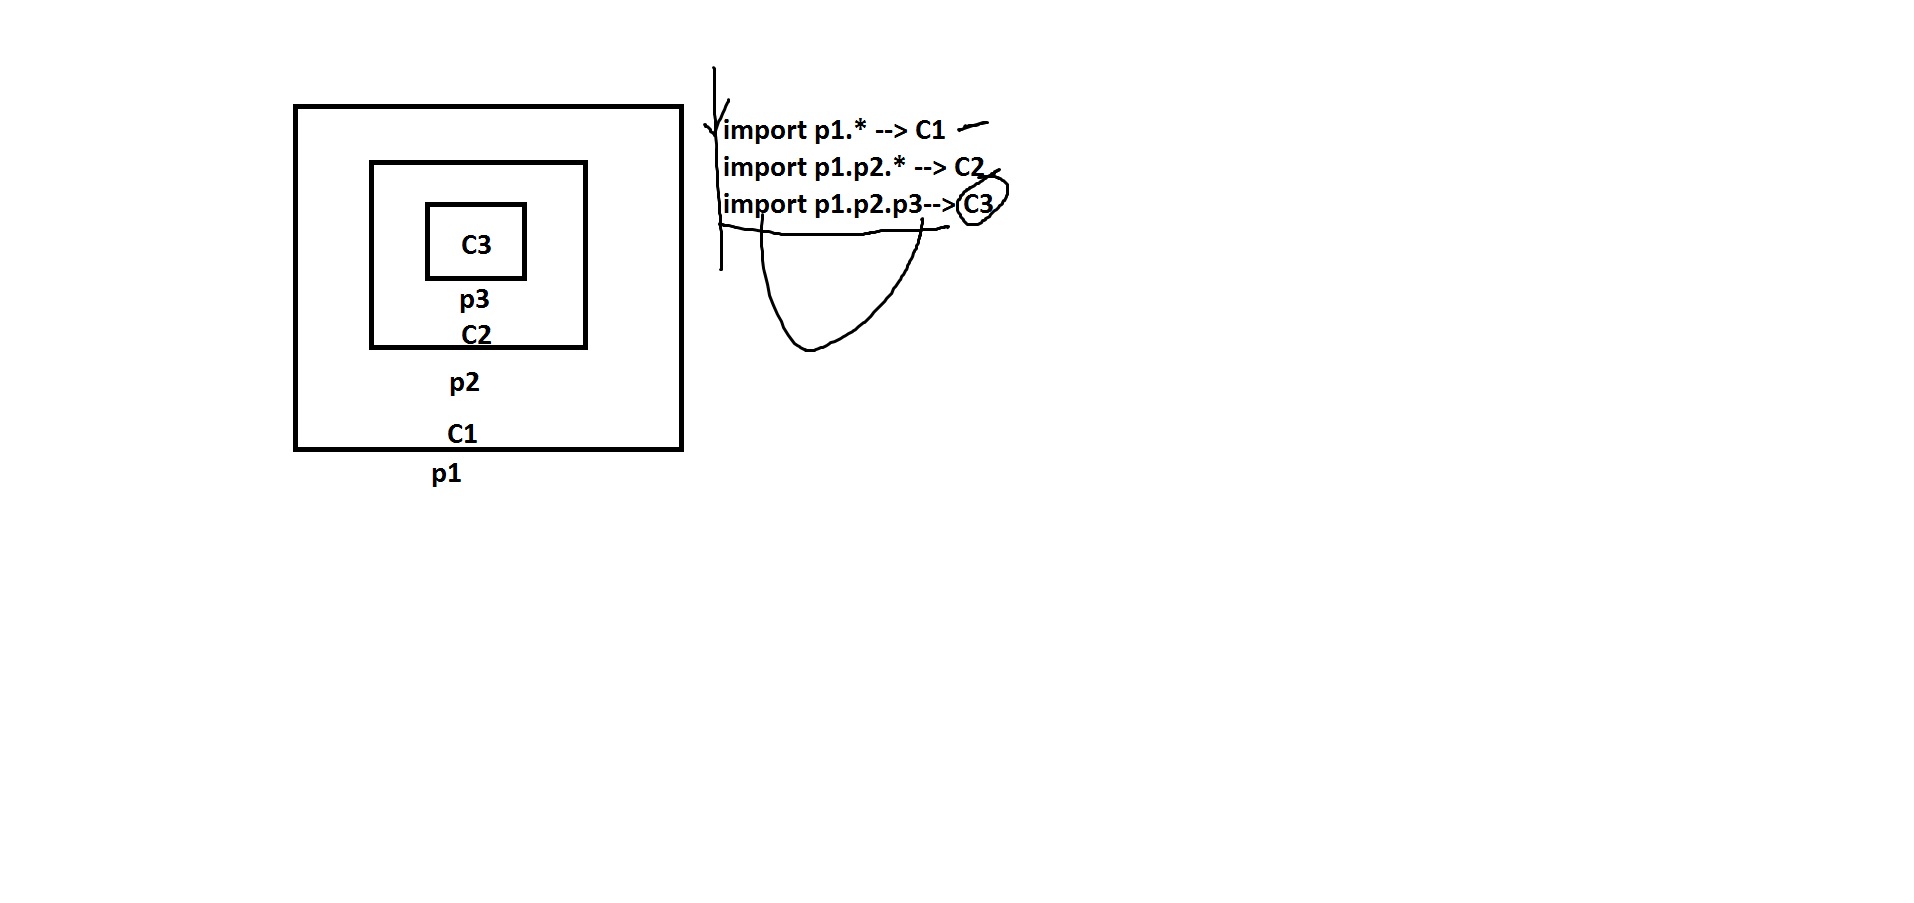 C3
p3
C2
p2
C1
p1
import p1.* --> C1
import p1.p2.* --> C2
import p1.p2.p3--> C3